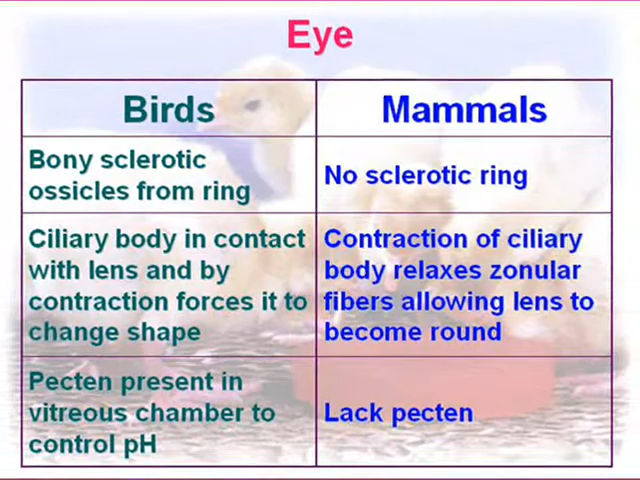 Eye
Birds
Mammals
Bony sclerotic
ossicles from ring
No sclerotic ring
Ciliary body in contact
with lens and by
contraction forces it to
change shape
Contraction of ciliary
body relaxes zonular
fibers allowing lens to
become round
Pecten present in
vitreous chamber to
control pH
Lack pecten